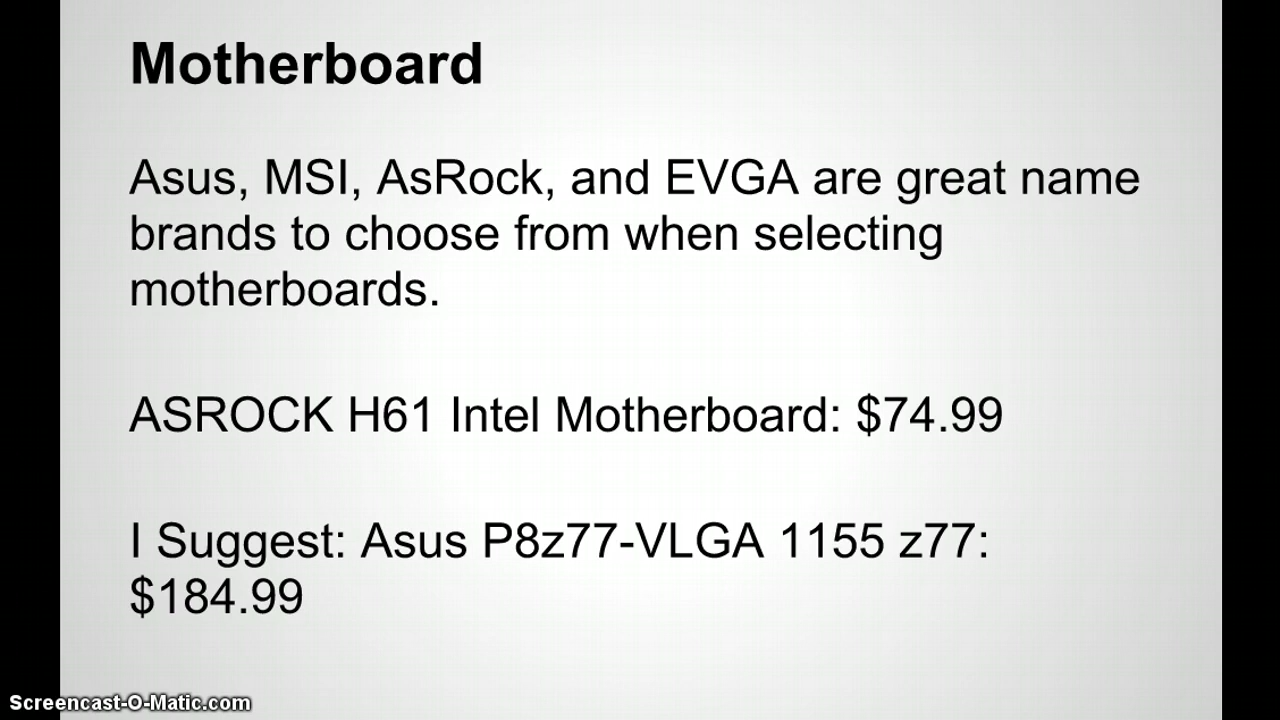 Motherboard
Asus, MSI, AsRock, and EVGA are great name
brands to choose from when selecting
motherboards.
ASROCK H61 Intel Motherboard: $74.99
I Suggest: Asus P8z77-VLGA 1155 z77:
$184.99
Screencast-O-Matic.com